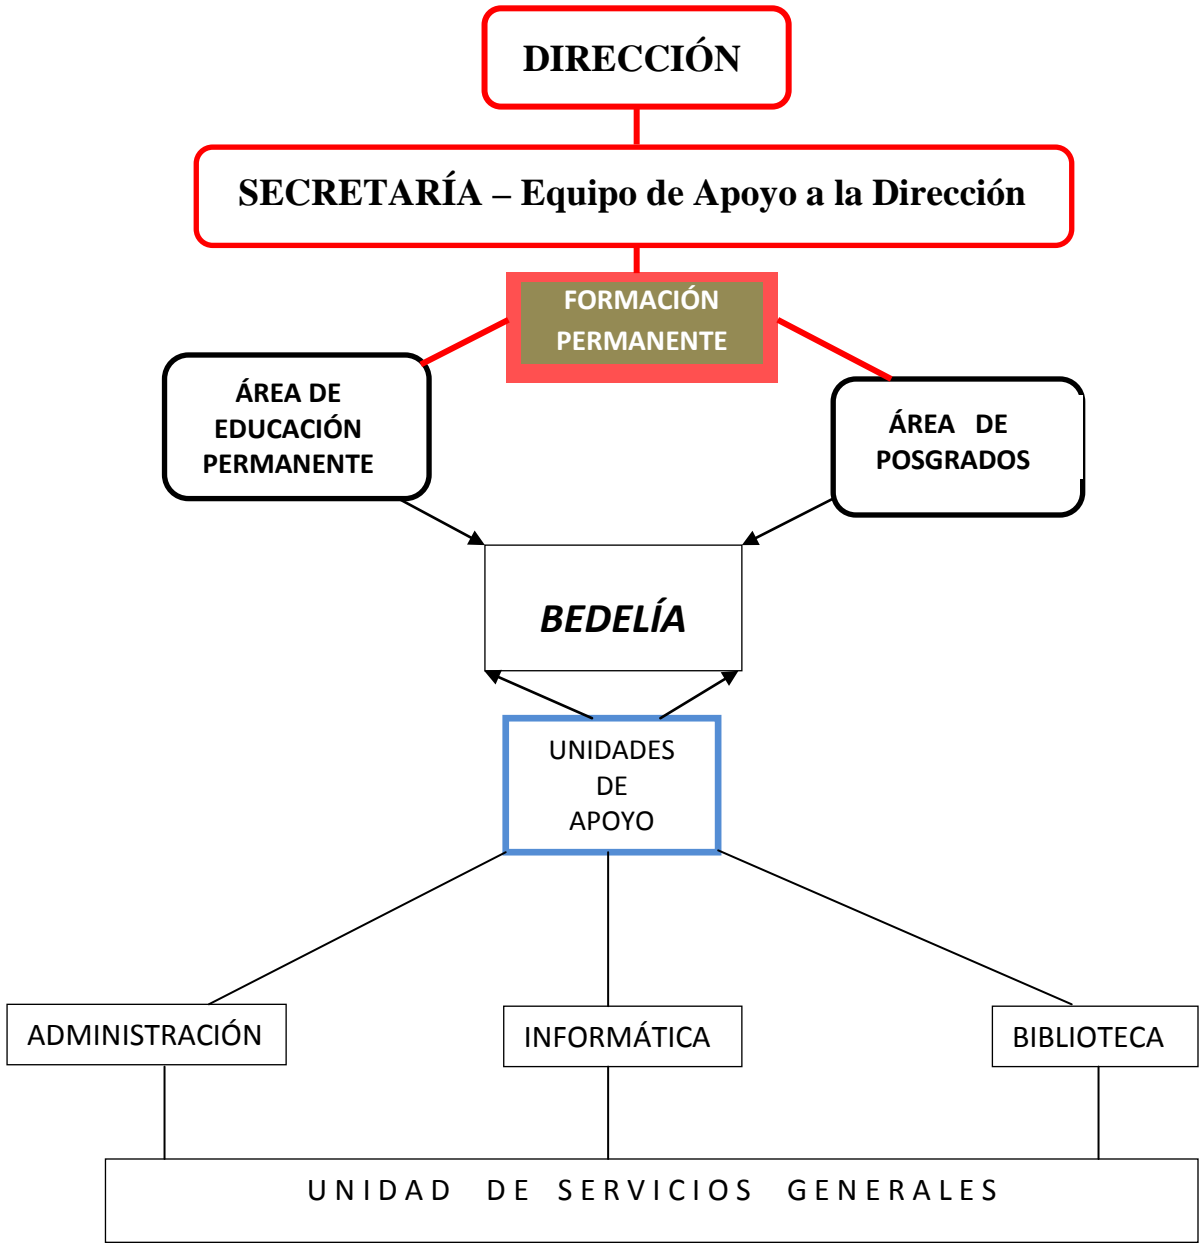 DIRECCIÓN
SECRETARÍA – Equipo de Apoyo a la Dirección
FORMACIÓN
PERMANENTE
ÁREA DE
EDUCACIÓN
PERMANENTE
ÁREA DE
POSGRADOS
BEDELÍA
UNIDADES
DE
APOYO
ADMINISTRACIÓN
INFORMÁTICA
BIBLIOTECA
UNIDAD DE SERVICIOS GENERALES